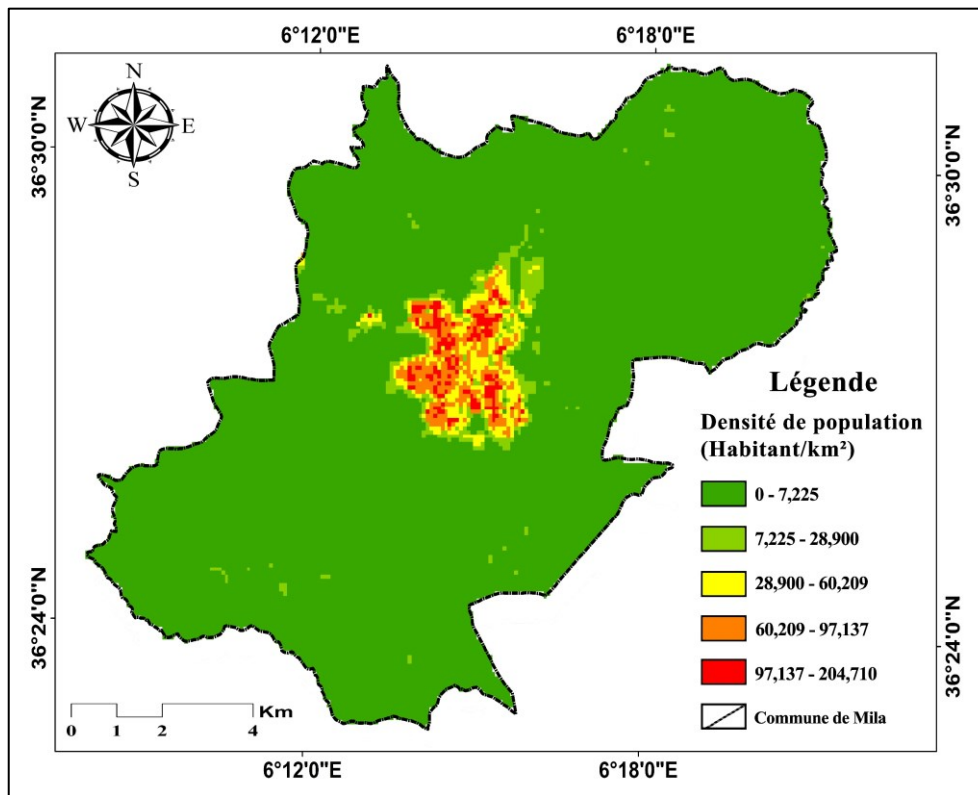 6°12'0"E
6°18'0"E
N
W
E
S
36°30'0"N
36°30'0"N
Légende
Densité de population
(Habitant/km²)
0 - 7,225
7,225 - 28,900
28,900 - 60,209
60,209 - 97,137
97,137 - 204,710
Commune de Mila
36°24'0"N
36°24'0"N
Km
0 1 2 4
6°12'0"E
6°18'0"E